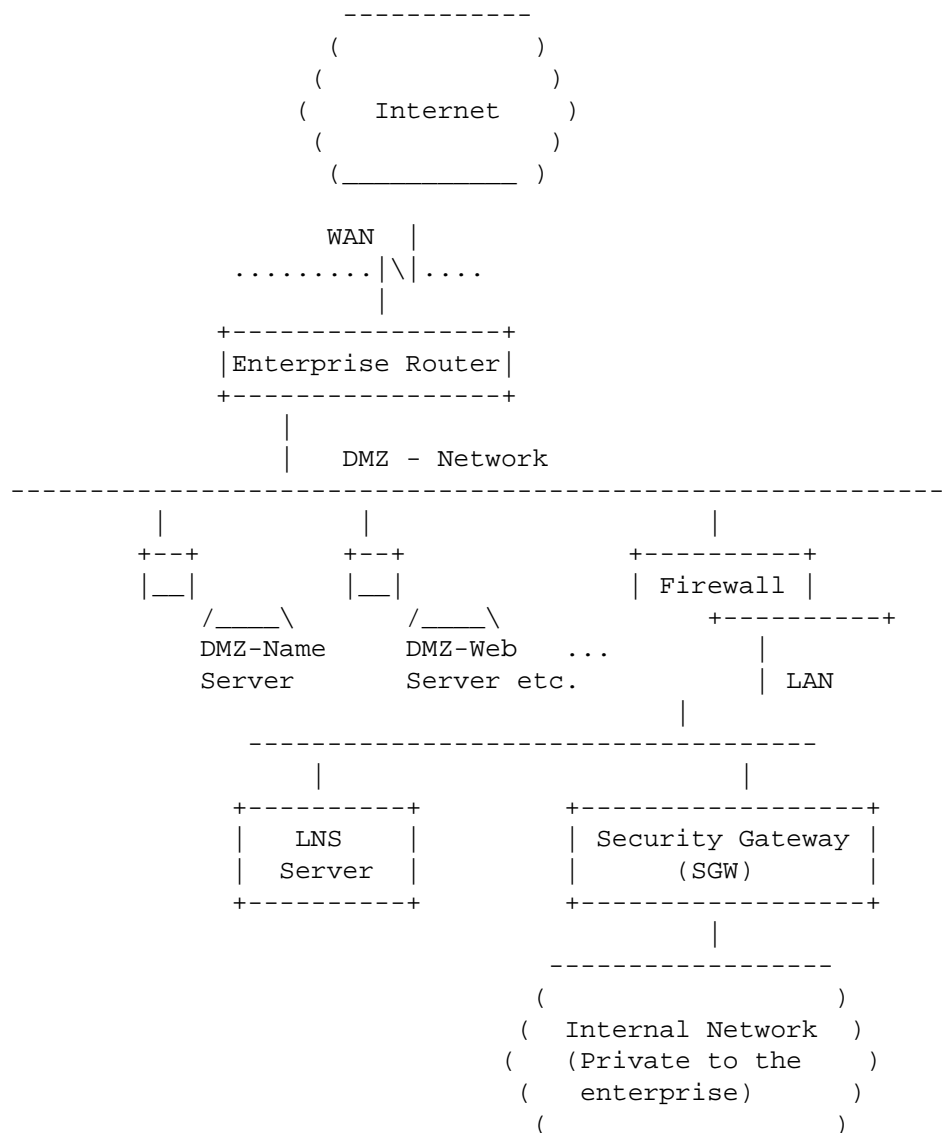 Internet
WAN
Enterprise Router
DMZ - Network
Firewall
DMZ-Name DMZ-Web ...
Server Server etc. LAN
LNS Security Gateway
Server (SGW)
Internal Network
(Private to the
enterprise)